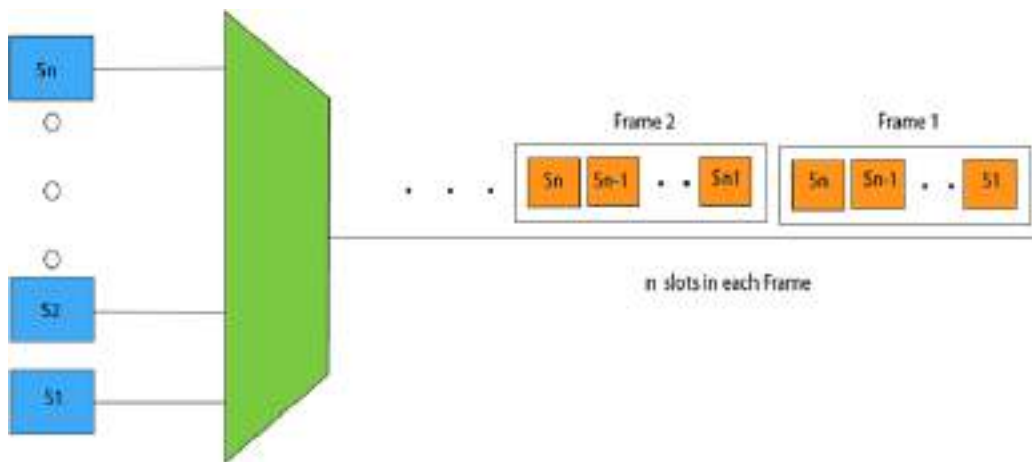 Sn
S2
S1
Frame 2
Sn
Sn-1
Sn1
Frame 1
Sn
Sn-1
S1
n slots in each Frame